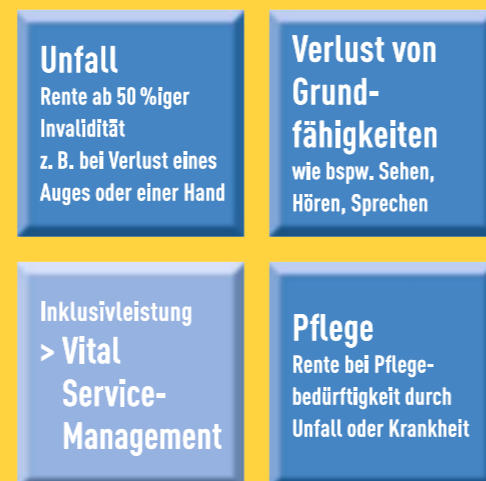 Unfall
Rente ab 50 %iger
Invalidität
z. B. bei Verlust eines
Auges oder einer Hand
Verlust von
Grund-
fähigkeiten
wie bspw. Sehen,
Hören, Sprechen
Inklusivleistung
> Vital
Service-
Management
Pflege
Rente bei Pflege-
bedürftigkeit durch
Unfall oder Krankheit